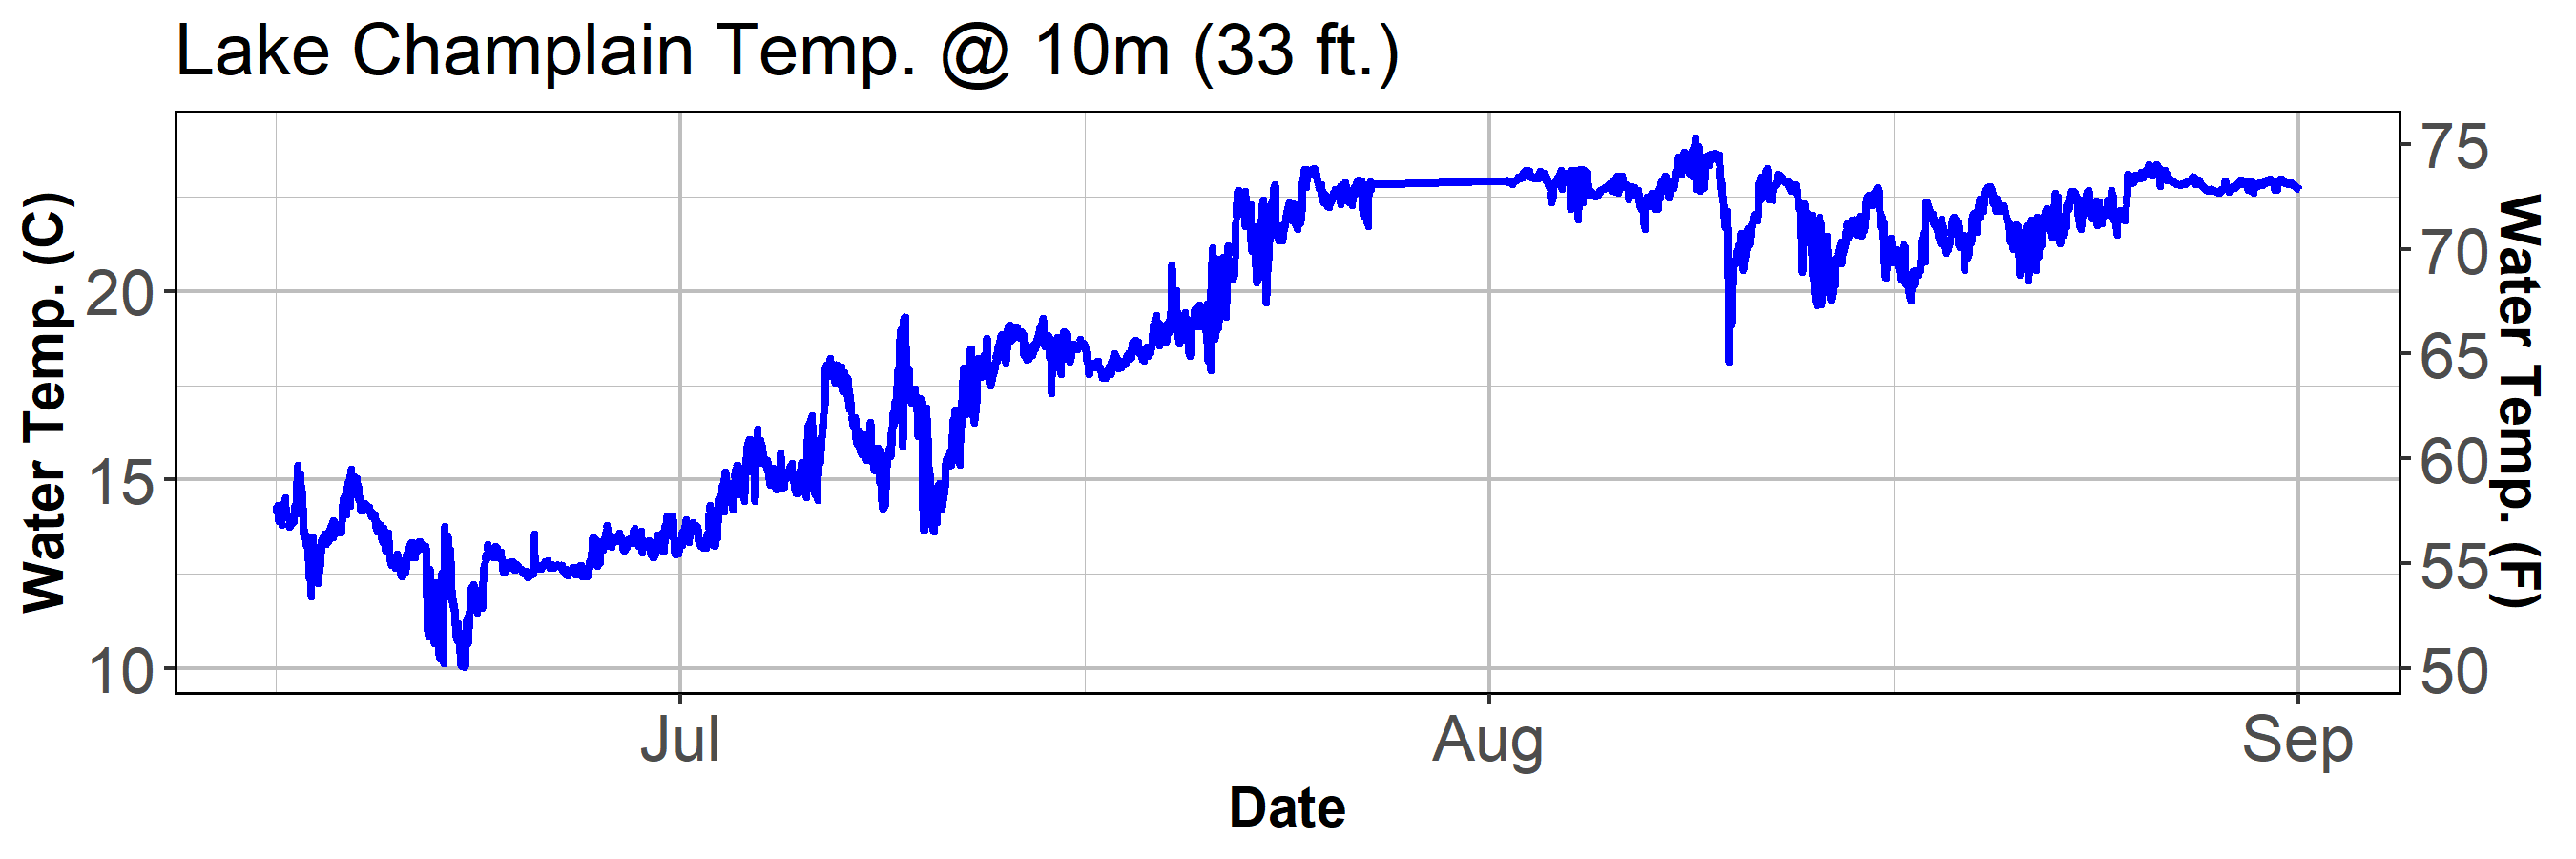 Lake Champlain Temp. @ 10m (33 ft.)
Water Temp. (C)
20
15
10
75
70
65
60
55
50
Water Temp. (F)
Jul
Aug
Sep
Date